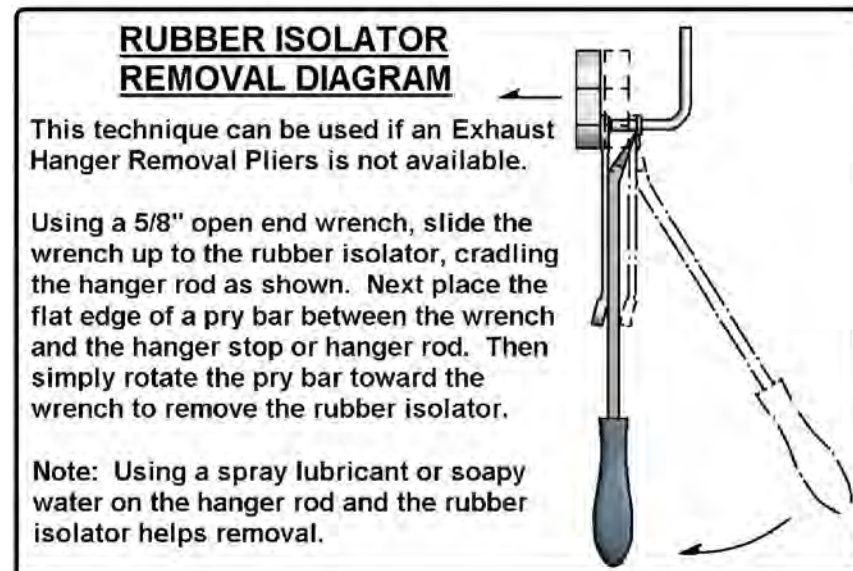 RUBBER ISOLATOR
REMOVAL DIAGRAM
This technique can be used if an Exhaust
Hanger Removal Pliers is not available.
Using a 5/8" open end wrench, slide the
wrench up to the rubber isolator, cradling
the hanger rod as shown.  Next place the
flat edge of a pry bar between the wrench
and the hanger stop or hanger rod.  Then
simply rotate the pry bar toward the
wrench to remove the rubber isolator.
Note:  Using a spray lubricant or soapy
water on the hanger rod and the rubber
isolator helps removal.